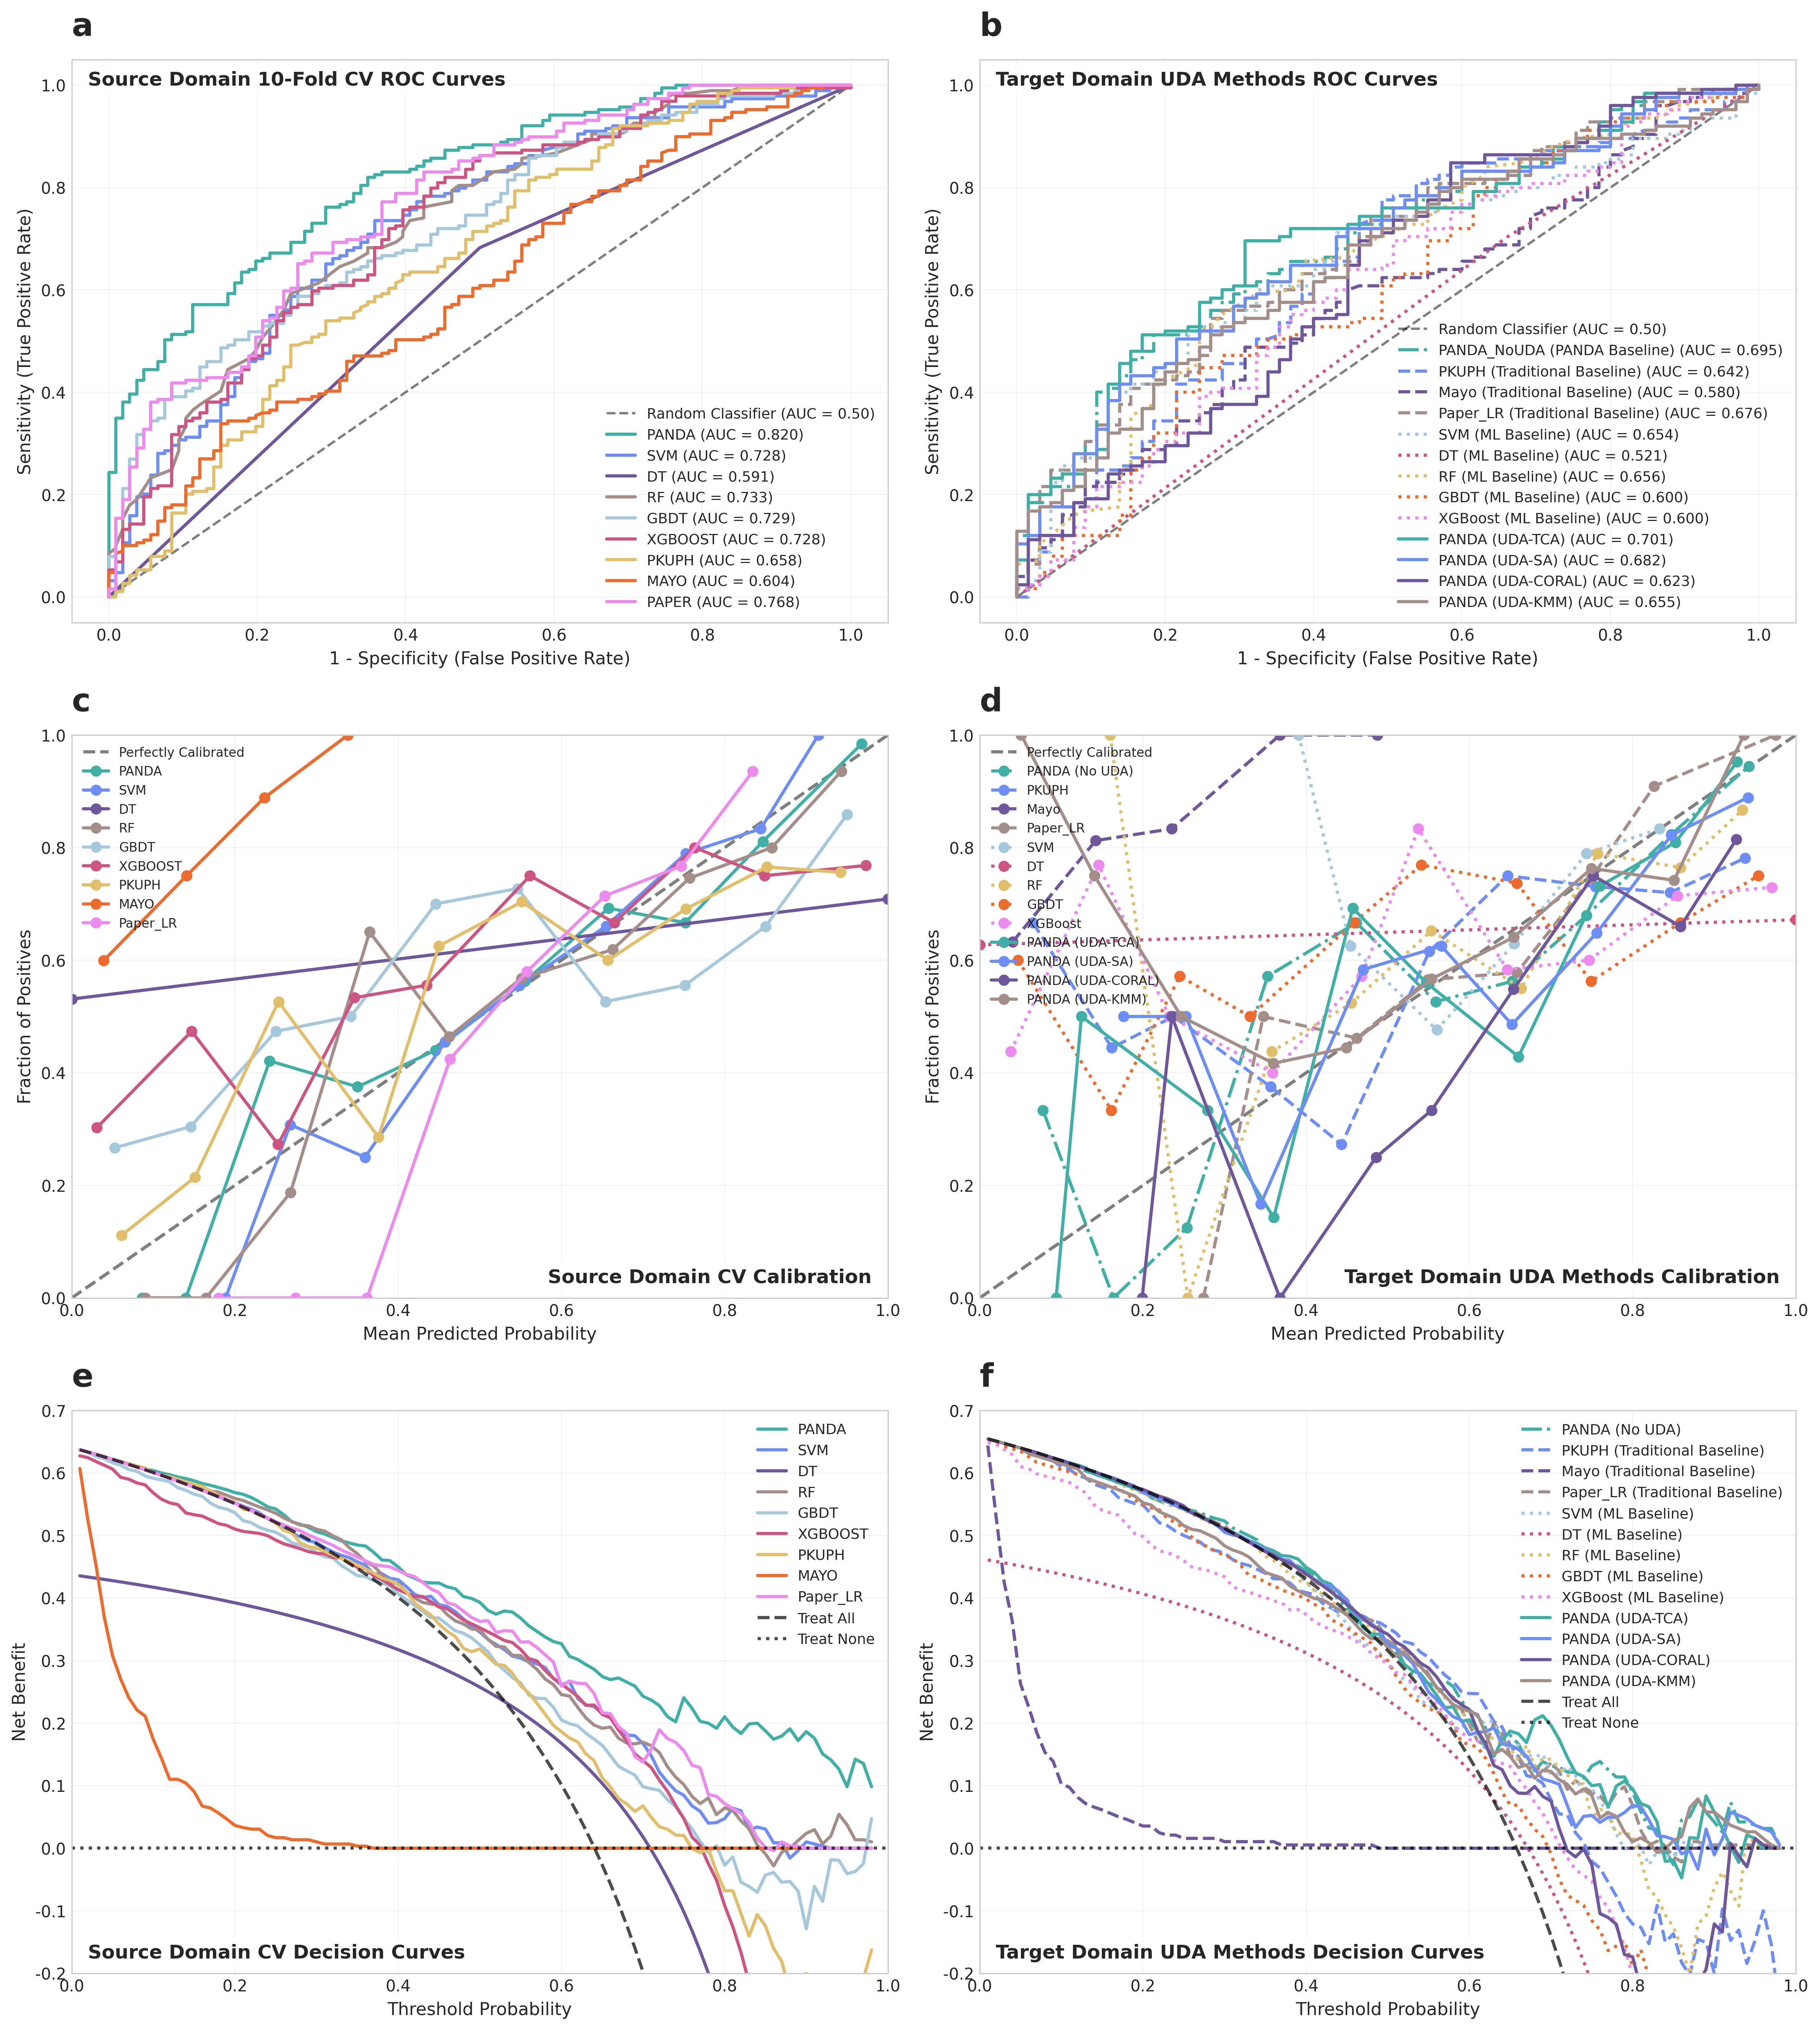 a
Source Domain 10-Fold CV ROC Curves
Sensitivity (True Positive Rate)
1.0
0.8
0.6
0.4
0.2
0.0
Random Classifier (AUC = 0.50)
PANDA (AUC = 0.820)
SVM (AUC = 0.728)
DT (AUC = 0.591)
RF (AUC = 0.733)
GBDT (AUC = 0.729)
XGBOOST (AUC = 0.728)
PKUPH (AUC = 0.658)
MAYO (AUC = 0.604)
PAPER (AUC = 0.768)
0.0 0.2 0.4 0.6 0.8 1.0
1 - Specificity (False Positive Rate)
b
Target Domain UDA Methods ROC Curves
Sensitivity (True Positive Rate)
1.0
0.8
0.6
0.4
0.2
0.0
Random Classifier (AUC = 0.50)
PANDA_NoUDA (PANDA Baseline) (AUC = 0.695)
PKUPH (Traditional Baseline) (AUC = 0.642)
Mayo (Traditional Baseline) (AUC = 0.580)
Paper_LR (Traditional Baseline) (AUC = 0.676)
SVM (ML Baseline) (AUC = 0.654)
DT (ML Baseline) (AUC = 0.521)
RF (ML Baseline) (AUC = 0.656)
GBDT (ML Baseline) (AUC = 0.600)
XGBoost (ML Baseline) (AUC = 0.600)
PANDA (UDA-TCA) (AUC = 0.701)
PANDA (UDA-SA) (AUC = 0.682)
PANDA (UDA-CORAL) (AUC = 0.623)
PANDA (UDA-KMM) (AUC = 0.655)
0.0 0.2 0.4 0.6 0.8 1.0
1 - Specificity (False Positive Rate)
c
Fraction of Positives
1.0
0.8
0.6
0.4
0.2
0.0
Perfectly Calibrated
PANDA
SVM
DT
RF
GBDT
XGBOOST
PKUPH
MAYO
Paper_LR
Source Domain CV Calibration
0.0 0.2 0.4 0.6 0.8 1.0
Mean Predicted Probability
d
Fraction of Positives
1.0
0.8
0.6
0.4
0.2
0.0
Perfectly Calibrated
PANDA (No UDA)
PKUPH
Mayo
Paper_LR
SVM
DT
RF
GBDT
XGBoost
PANDA (UDA-TCA)
PANDA (UDA-SA)
PANDA (UDA-CORAL)
PANDA (UDA-KMM)
Target Domain UDA Methods Calibration
0.0 0.2 0.4 0.6 0.8 1.0
Mean Predicted Probability
e
Net Benefit
0.7
0.6
0.5
0.4
0.3
0.2
0.1
0.0
-0.1
-0.2
PANDA
SVM
DT
RF
GBDT
XGBOOST
PKUPH
MAYO
Paper_LR
Treat All
Treat None
Source Domain CV Decision Curves
0.0 0.2 0.4 0.6 0.8 1.0
Threshold Probability
f
Net Benefit
0.7
0.6
0.5
0.4
0.3
0.2
0.1
0.0
-0.1
-0.2
PANDA (No UDA)
PKUPH (Traditional Baseline)
Mayo (Traditional Baseline)
Paper_LR (Traditional Baseline)
SVM (ML Baseline)
DT (ML Baseline)
RF (ML Baseline)
GBDT (ML Baseline)
XGBoost (ML Baseline)
PANDA (UDA-TCA)
PANDA (UDA-SA)
PANDA (UDA-CORAL)
PANDA (UDA-KMM)
Treat All
Treat None
Target Domain UDA Methods Decision Curves
0.0 0.2 0.4 0.6 0.8 1.0
Threshold Probability